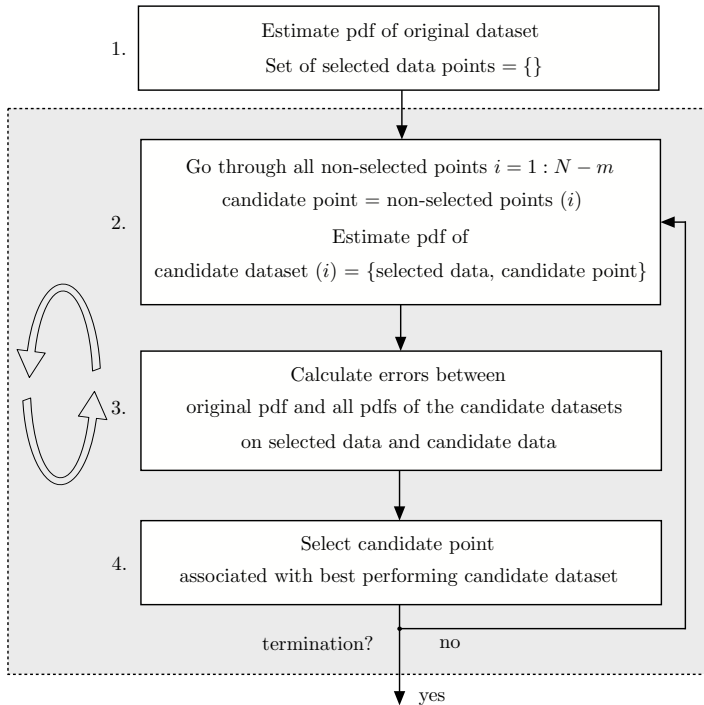 1.
Estimate pdf of original dataset
Set of selected data points = {}
2.
Go through all non-selected points i = 1 : N − m
candidate point = non-selected points (i)
Estimate pdf of
candidate dataset (i) = {selected data, candidate point}
3.
Calculate errors between
original pdf and all pdfs of the candidate datasets
on selected data and candidate data
4.
Select candidate point
associated with best performing candidate dataset
termination?
no
yes